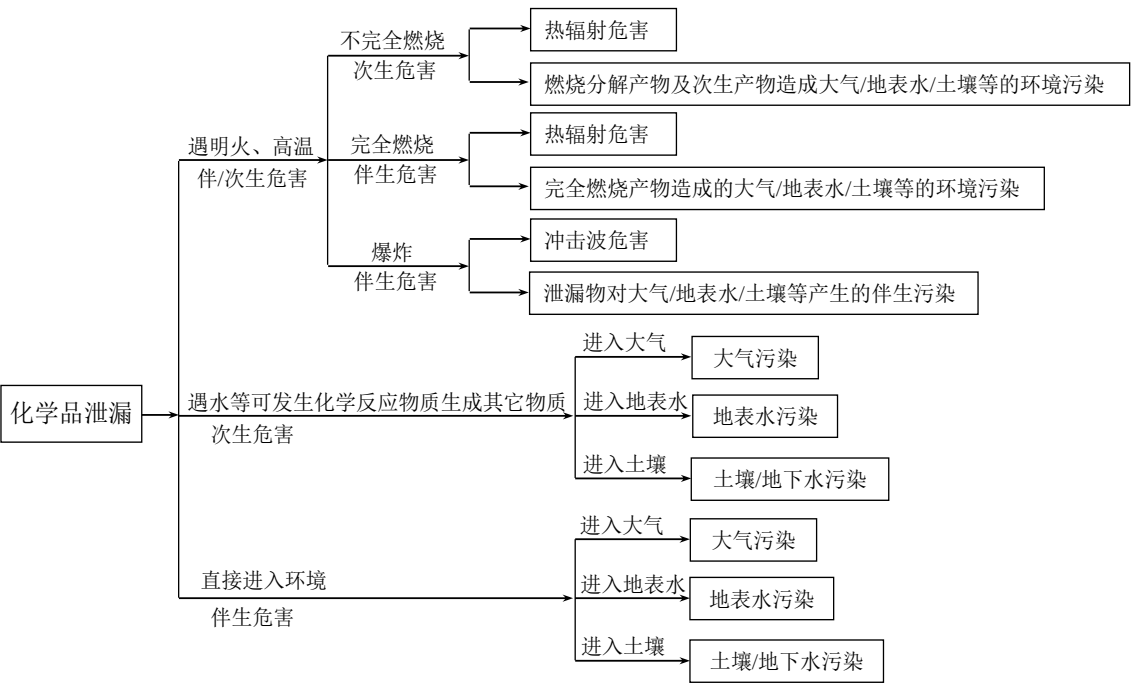 化学品泄漏
遇明火、高温
伴/次生危害
不完全燃烧
次生危害
热辐射危害
燃烧分解产物及次生产物造成大气/地表水/土壤等的环境污染
完全燃烧
伴生危害
热辐射危害
完全燃烧产物造成的大气/地表水/土壤等的环境污染
爆炸
伴生危害
冲击波危害
泄漏物对大气/地表水/土壤等产生的伴生污染
遇水等可发生化学反应物质生成其它物质
次生危害
进入大气
大气污染
进入地表水
地表水污染
进入土壤
土壤/地下水污染
直接进入环境
伴生危害
进入大气
大气污染
进入地表水
地表水污染
进入土壤
土壤/地下水污染